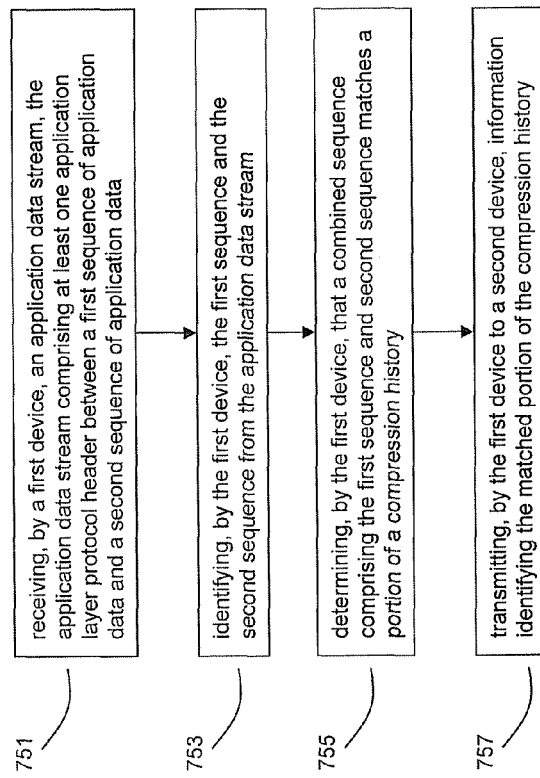 751
receiving, by a first device, an application data stream, the
application data stream comprising at least one application
layer protocol header between a first sequence of application
data and a second sequence of application data
753
identifying, by the first device, the first sequence and the
second sequence from the application data stream
755
determining, by the first device, that a combined sequence
comprising the first sequence and second sequence matches a
portion of a compression history
757
transmitting, by the first device to a second device, information
identifying the matched portion of the compression history